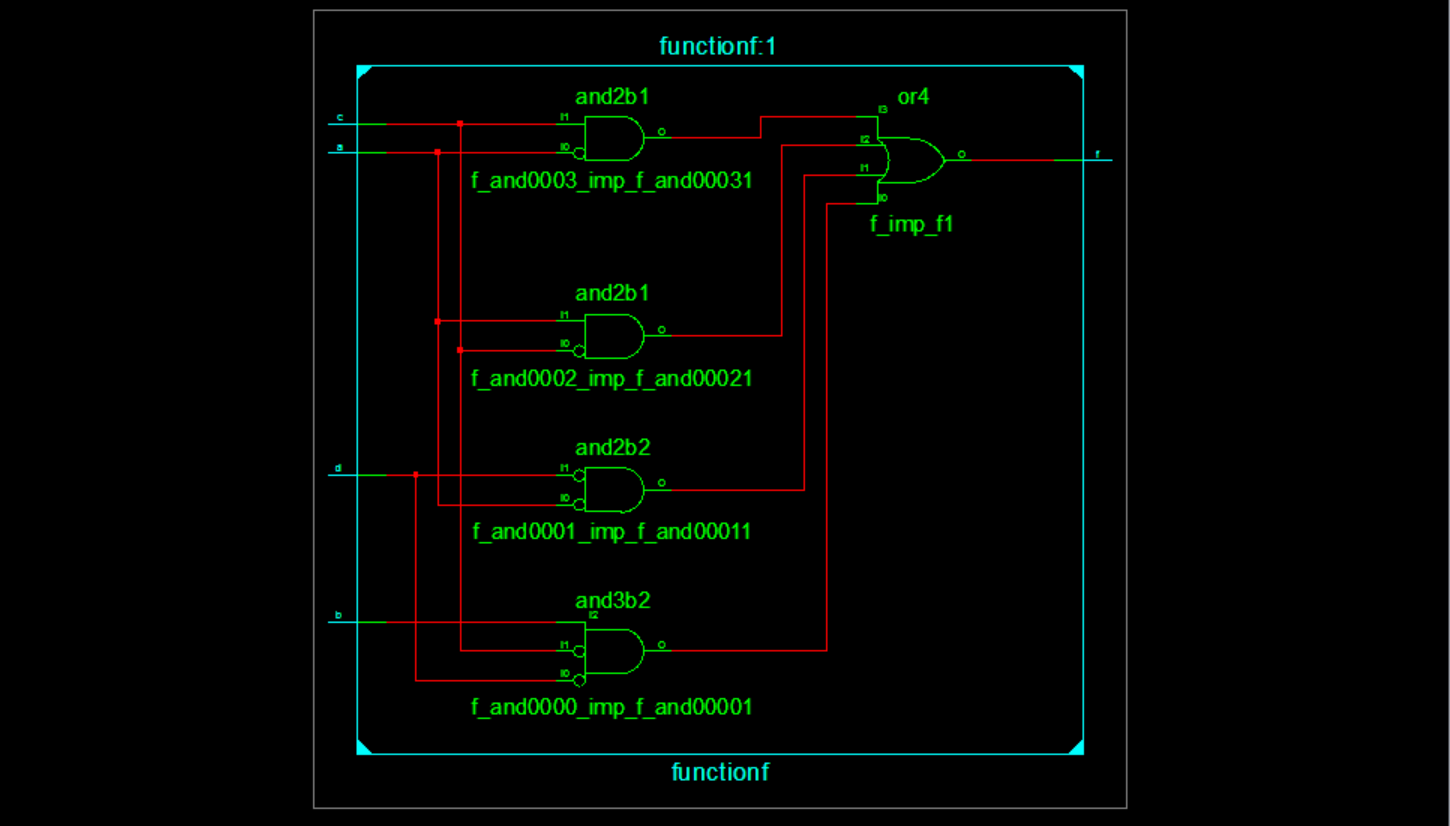 functionf:1
and2b1
or4
c
I1
O
I3
a
I0
I2
O
f
f_and0003_imp_f_and00031
I1
I0
f_imp_f1
and2b1
I1
O
I0
f_and0002_imp_f_and00021
and2b2
d
I1
O
I0
f_and0001_imp_f_and00011
and3b2
b
I2
I1
O
I0
f_and0000_imp_f_and00001
functionf